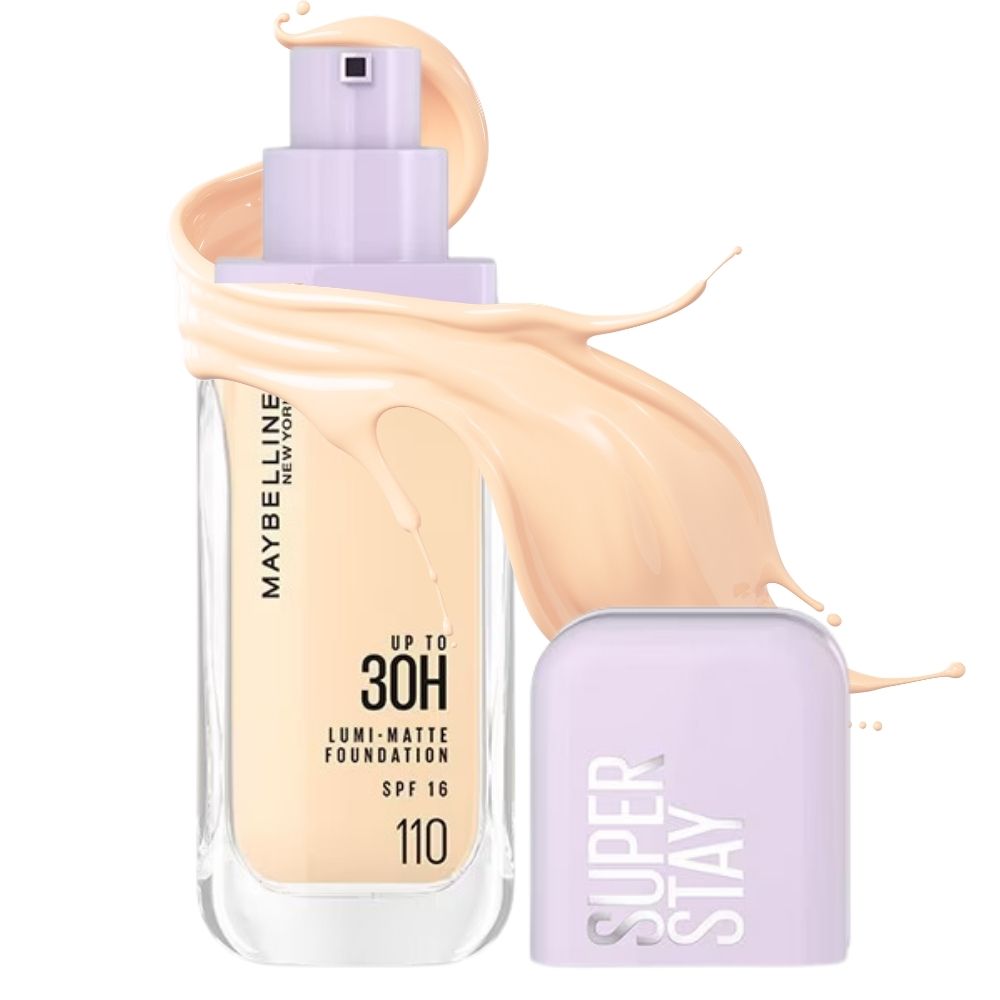 MAYBELLINE
NEW YORK
UP TO
30H
LUMI-MATTE
FOUNDATION
SPF 16
110
SUPER
STAY